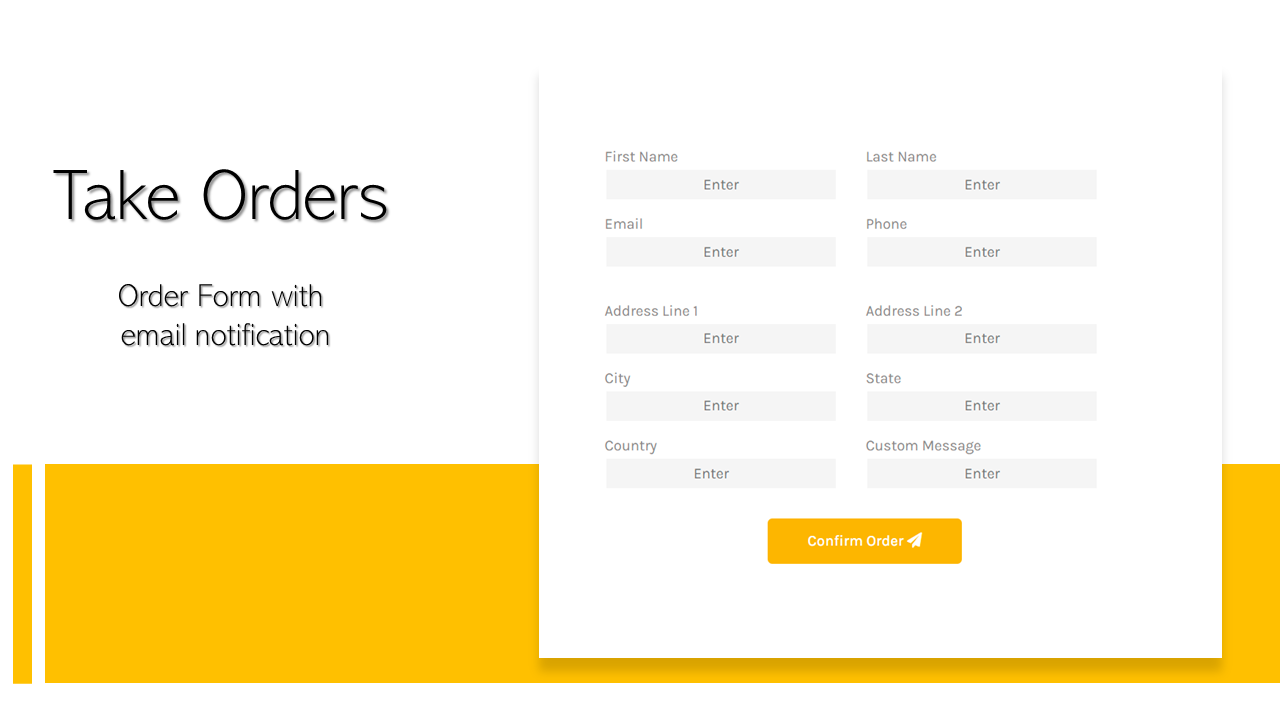 Take Orders
Order Form with
email notification
First Name Last Name
Enter Enter
Email Phone
Enter Enter
Address Line 1 Address Line 2
Enter Enter
City State
Enter Enter
Country Custom Message
Enter Enter
Confirm Order